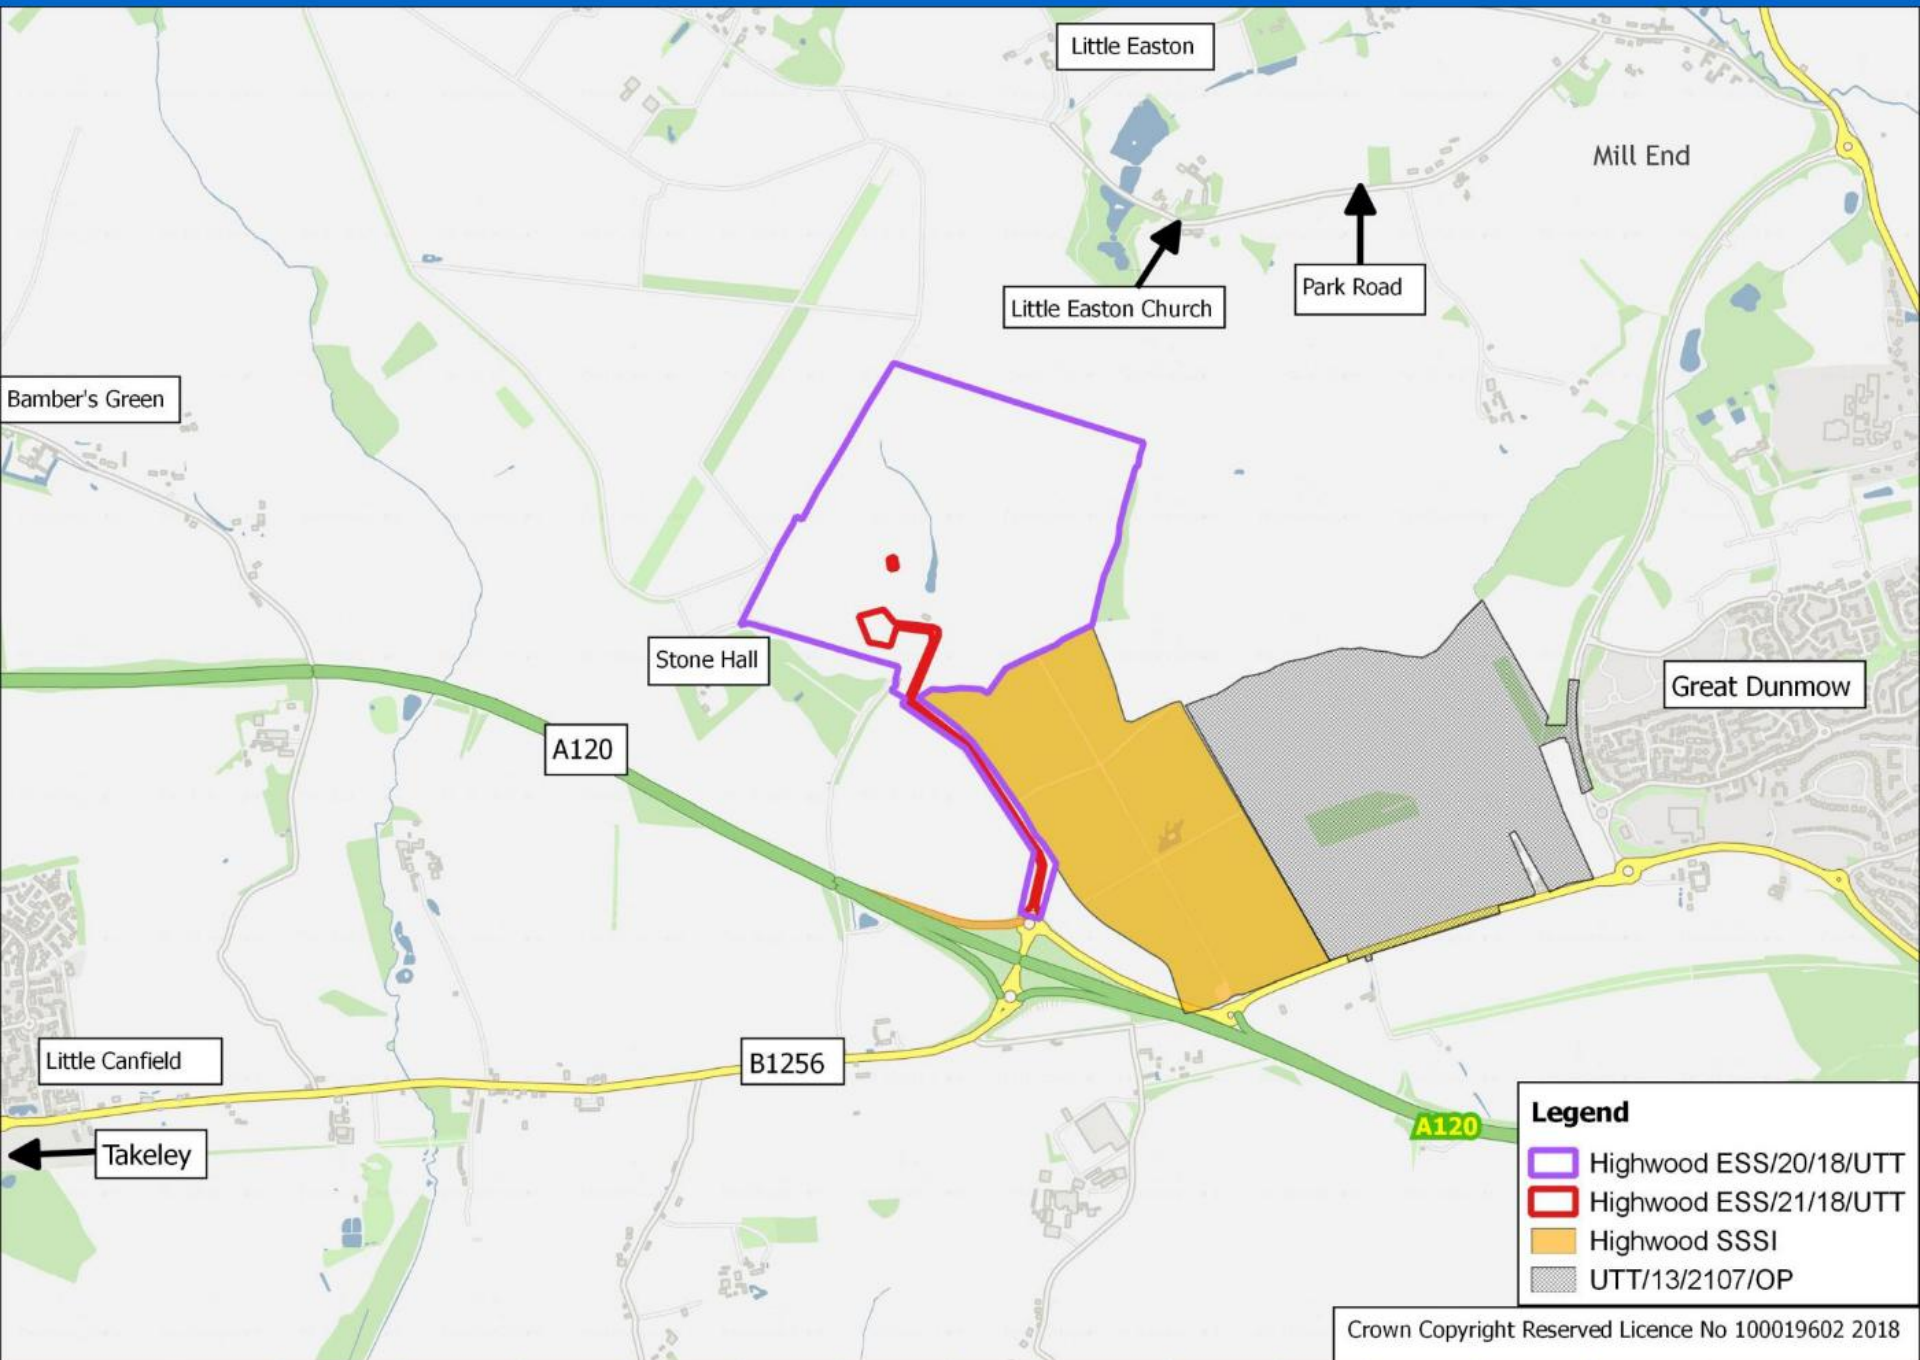 Little Easton
Mill End
Little Easton Church
Park Road
Bamber's Green
Stone Hall
Great Dunmow
A120
Little Canfield
B1256
Takeley
A120
Legend
Highwood ESS/20/18/UTT
Highwood ESS/21/18/UTT
Highwood SSSI
UTT/13/2107/OP
Crown Copyright Reserved Licence No 100019602 2018